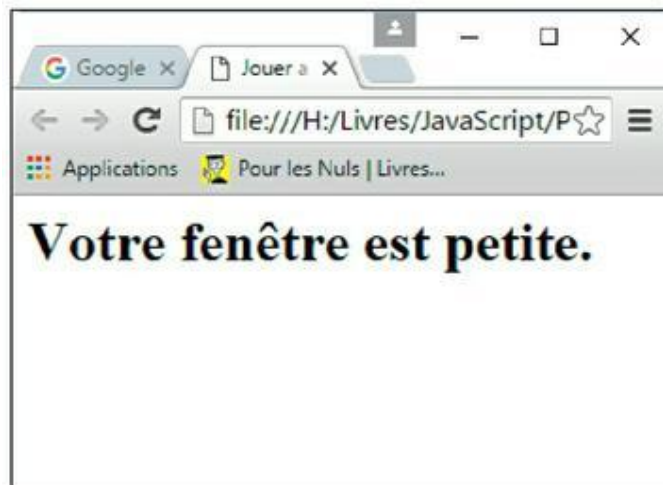 Google Jouer a
file:///H:/Livres/JavaScript/P
Applications Pour les Nuls | Livres...
Votre fenêtre est petite.